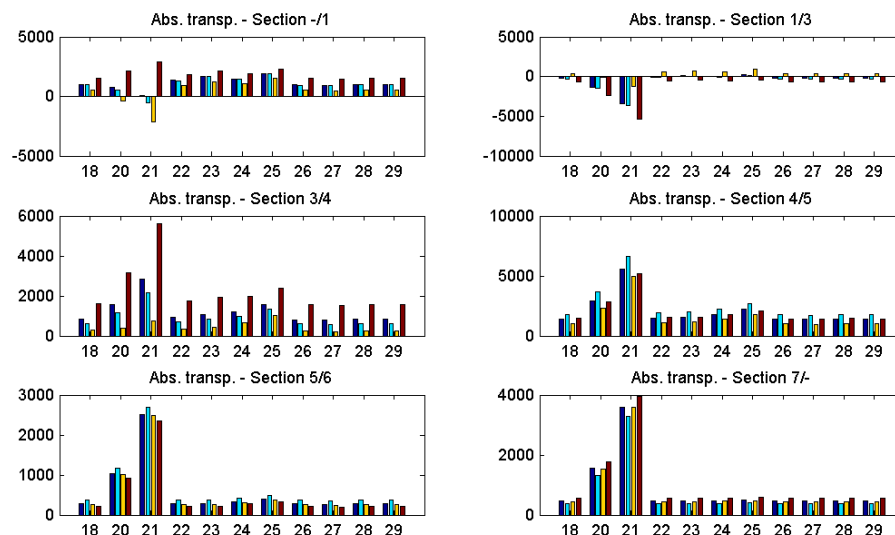 Abs. transp. - Section -/1
5000
0
-5000
18 20 21 22 23 24 25 26 27 28 29
Abs. transp. - Section 1/3
5000
0
-5000
-10000
18 20 21 22 23 24 25 26 27 28 29
Abs. transp. - Section 3/4
6000
4000
2000
0
18 20 21 22 23 24 25 26 27 28 29
Abs. transp. - Section 4/5
10000
5000
0
18 20 21 22 23 24 25 26 27 28 29
Abs. transp. - Section 5/6
3000
2000
1000
0
18 20 21 22 23 24 25 26 27 28 29
Abs. transp. - Section 7/-
4000
2000
0
18 20 21 22 23 24 25 26 27 28 29